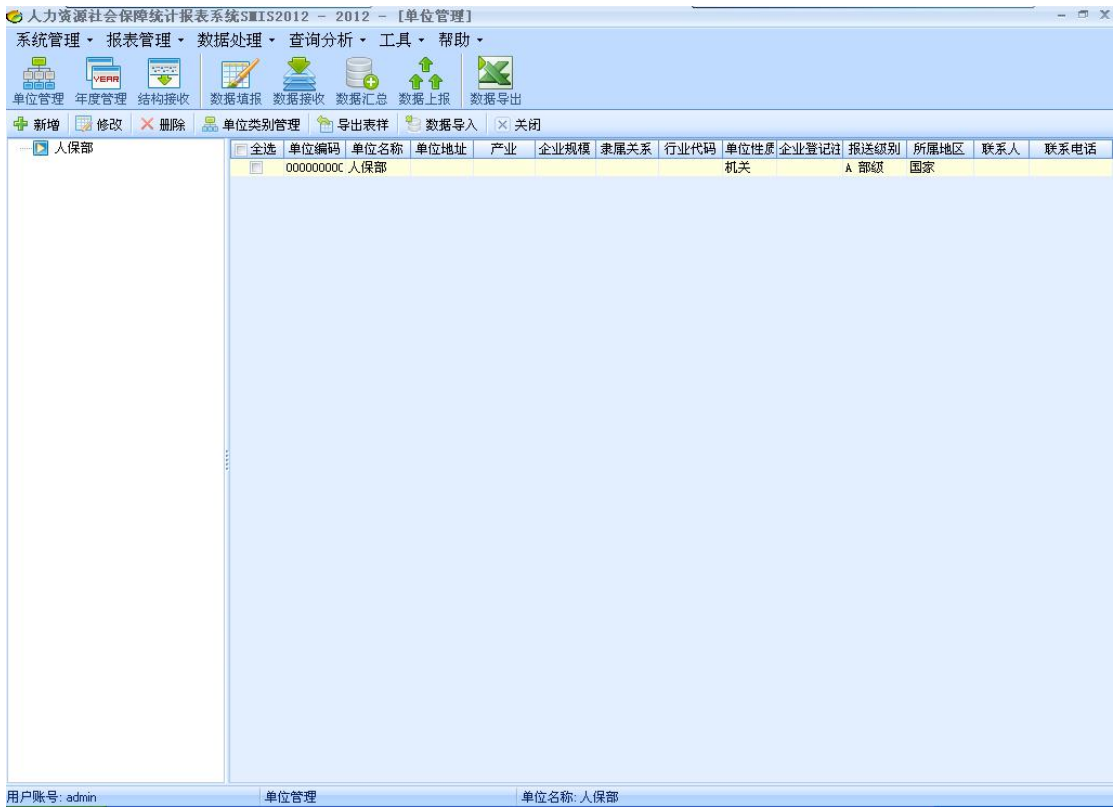 人力资源社会保障统计报表系统SMIS2012 - 2012 - [单位管理]
系统管理 报表管理 数据处理 查询分析 工具 帮助
YEAR
单位管理 年度管理 结构接收 数据填报 数据接收 数据汇总 数据上报 数据导出
新增 修改 删除 单位类别管理 导出表样 数据导入 关闭
人保部 全选 单位编码 单位名称 单位地址 产业 企业规模 隶属关系 行业代码 单位性质 企业登记注 报送级别 所属地区 联系人 联系电话
00000000C 人保部 机关 A 部级 国家
用户账号: admin 单位管理 单位名称: 人保部